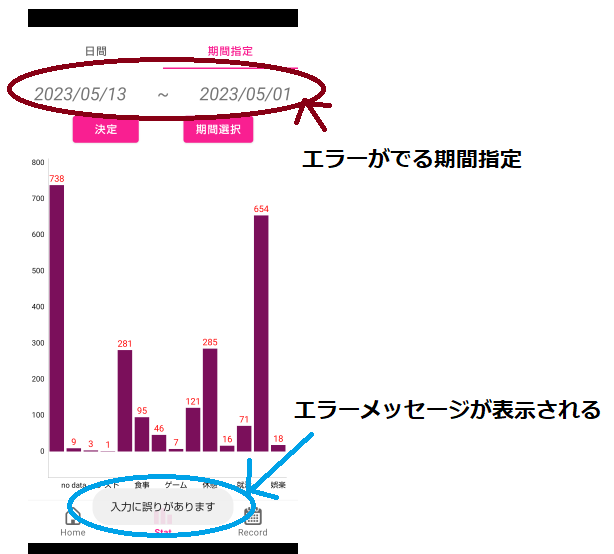 日間 期間指定
2023/05/13 ~ 2023/05/01
決定 期間選択
エラーがでる期間指定
800
738
700
654
600
500
400
300
281 285
200
121
100
95
71
46
9 3 1 7 16 18
0
エラーメッセージが表示される
no data スト 食事 ゲーム 休憩 就 娯楽
入力に誤りがあります
Home Stat Record